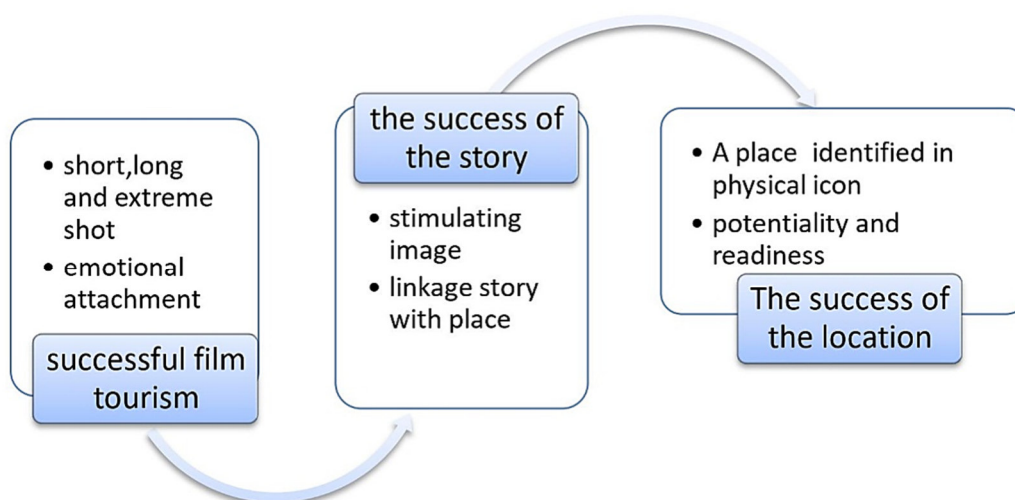 • short,long
and extreme
shot
• emotional
attachment
successful film
tourism
the success of
the story
• stimulating
image
• linkage story
with place
• A place  identified in
physical icon
• potentiality and
readiness
The success of
the location